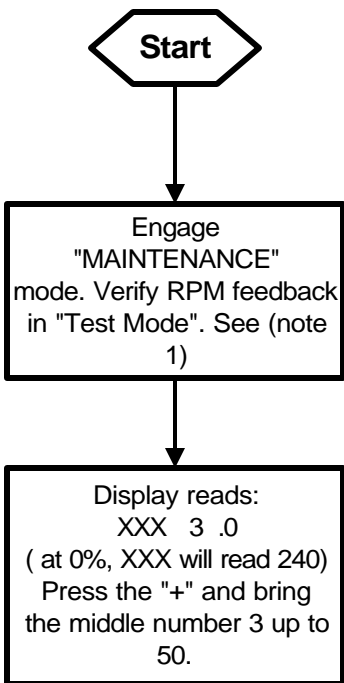 Start
Engage
"MAINTENANCE"
mode. Verify RPM feedback
in "Test Mode". See (note
1)
Display reads:
XXX 3 .0
( at 0%, XXX will read 240)
Press the "+" and bring
the middle number 3 up to
50.